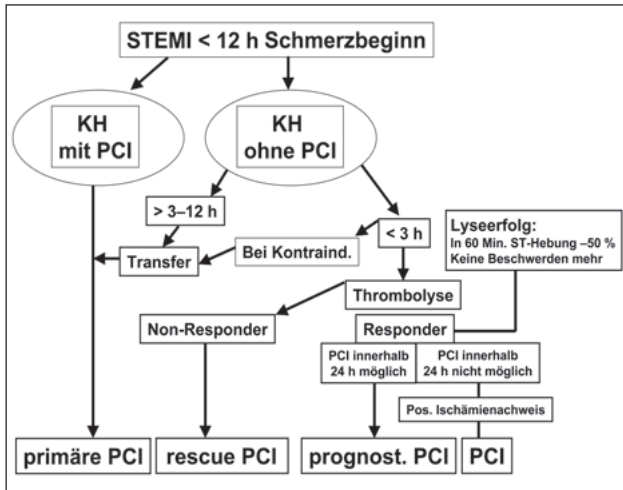 STEMI < 12 h Schmerzbeginn
KH
mit PCI
KH
ohne PCI
> 3–12 h
< 3 h
Lyseerfolg:
In 60 Min. ST-Hebung –50 %
Keine Beschwerden mehr
Transfer
Bei Kontraind.
Thrombolyse
Non-Responder
Responder
PCI innerhalb
24 h möglich
PCI innerhalb
24 h nicht möglich
Pos. Ischämienachweis
primäre PCI
rescue PCI
prognost. PCI
PCI